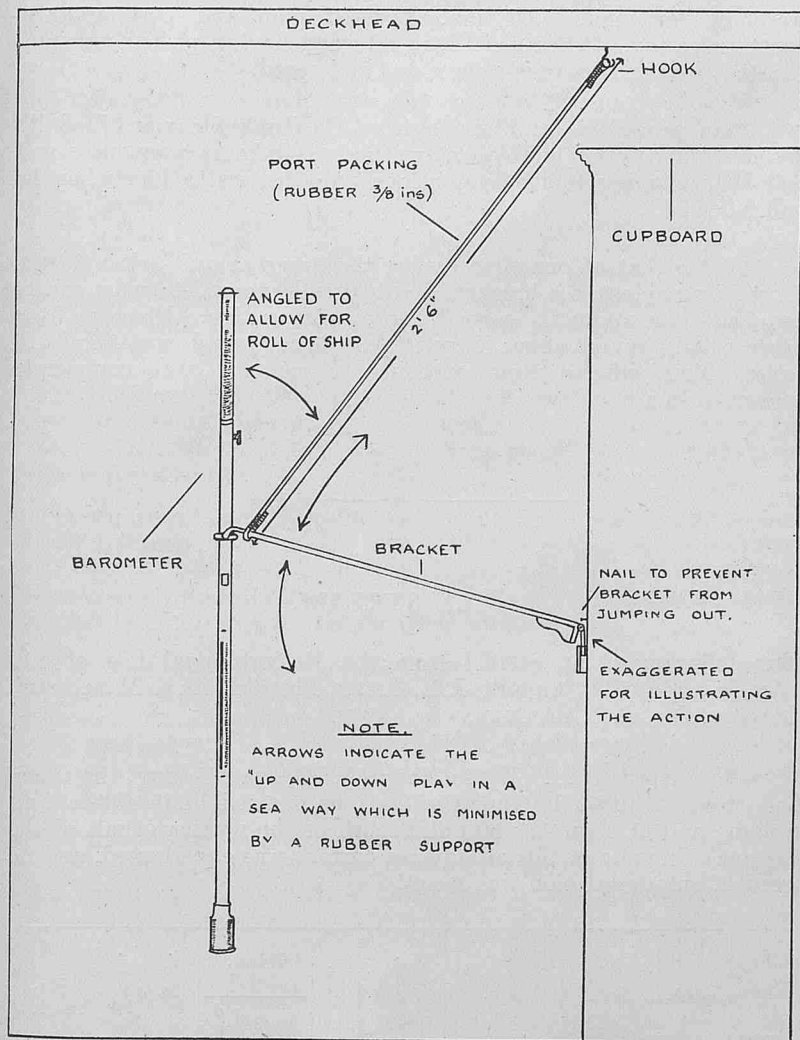 DECKHEAD
HOOK
PORT PACKING
(RUBBER 3/8 ins)
CUPBOARD
ANGLED TO
ALLOW FOR
ROLL OF SHIP
2' 6"
BAROMETER
BRACKET
NAIL TO PREVENT
BRACKET FROM
JUMPING OUT.
EXAGGERATED
FOR ILLUSTRATING
THE ACTION
NOTE.
ARROWS INDICATE THE
"UP AND DOWN PLAY IN A
SEA WAY WHICH IS MINIMISED
BY A RUBBER SUPPORT